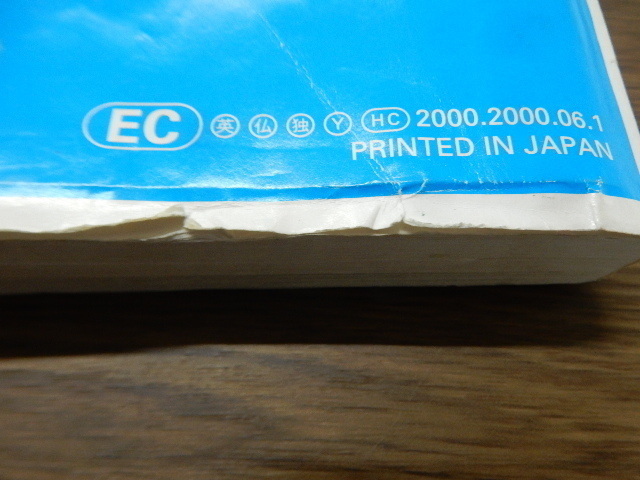 EC 英 仏 独 Y HC 2000.2000.06.1
PRINTED IN JAPAN